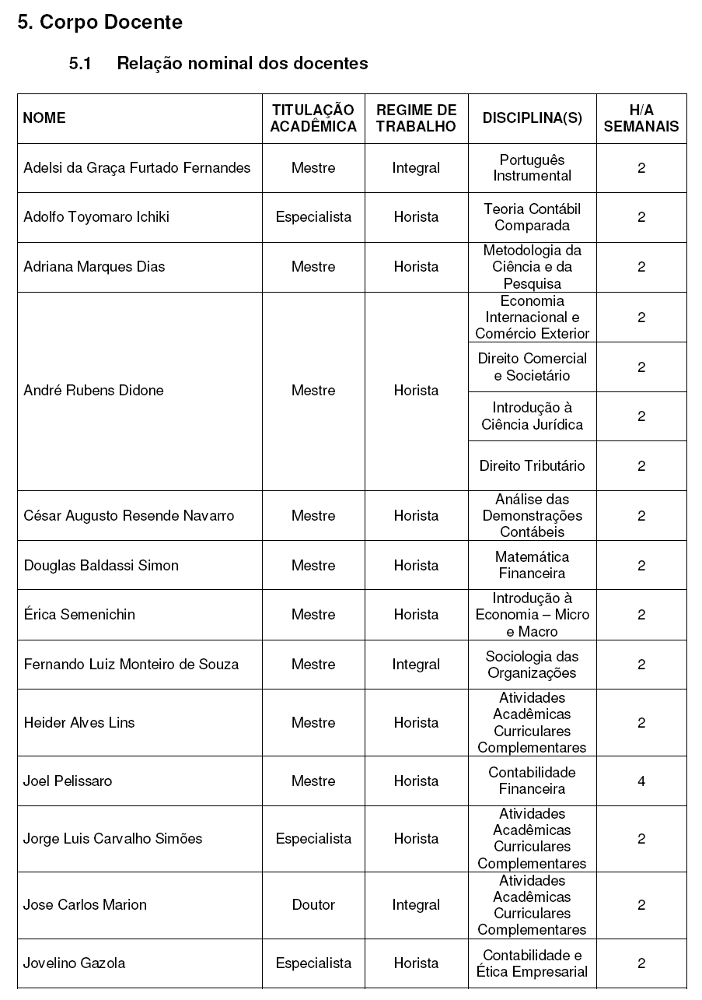 5. Corpo Docente
5.1 Relação nominal dos docentes
NOME
TITULAÇÃO
ACADÊMICA
REGIME DE
TRABALHO
DISCIPLINA(S)
H/A
SEMANAIS
Adelsi da Graça Furtado Fernandes
Mestre
Integral
Português
Instrumental
2
Adolfo Toyomaro Ichiki
Especialista
Horista
Teoria Contábil
Comparada
2
Adriana Marques Dias
Mestre
Horista
Metodologia da
Ciência e da
Pesquisa
2
André Rubens Didone
Mestre
Horista
Economia
Internacional e
Comércio Exterior
2
Direito Comercial
e Societário
2
Introdução à
Ciência Jurídica
2
Direito Tributário
2
César Augusto Resende Navarro
Mestre
Horista
Análise das
Demonstrações
Contábeis
2
Douglas Baldassi Simon
Mestre
Horista
Matemática
Financeira
2
Érica Semenichin
Mestre
Horista
Introdução à
Economia – Micro
e Macro
2
Fernando Luiz Monteiro de Souza
Mestre
Integral
Sociologia das
Organizações
2
Heider Alves Lins
Mestre
Horista
Atividades
Acadêmicas
Curriculares
Complementares
2
Joel Pelissaro
Mestre
Horista
Contabilidade
Financeira
4
Jorge Luis Carvalho Simões
Especialista
Horista
Atividades
Acadêmicas
Curriculares
Complementares
2
Jose Carlos Marion
Doutor
Integral
Atividades
Acadêmicas
Curriculares
Complementares
2
Jovelino Gazola
Especialista
Horista
Contabilidade e
Ética Empresarial
2